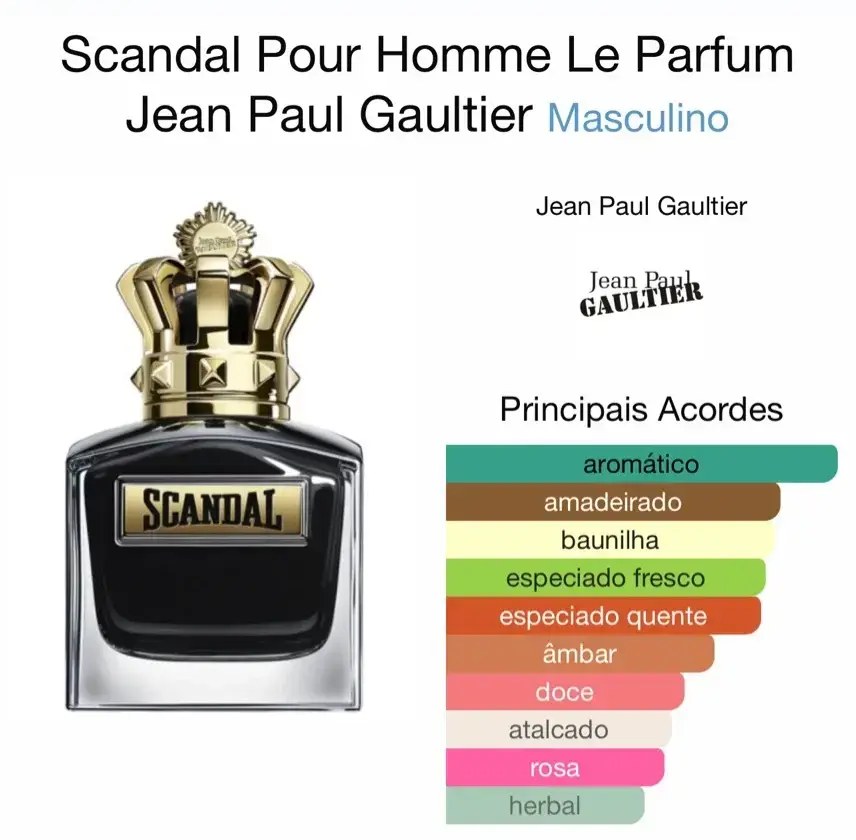 Scandal Pour Homme Le Parfum
Jean Paul Gaultier Masculino
Jean Paul Gaultier
Jean Paul
GAULTIER
SCANDAL
Principais Acordes
aromático
amadeirado
baunilha
especiado fresco
especiado quente
âmbar
doce
atalcado
rosa
herbal